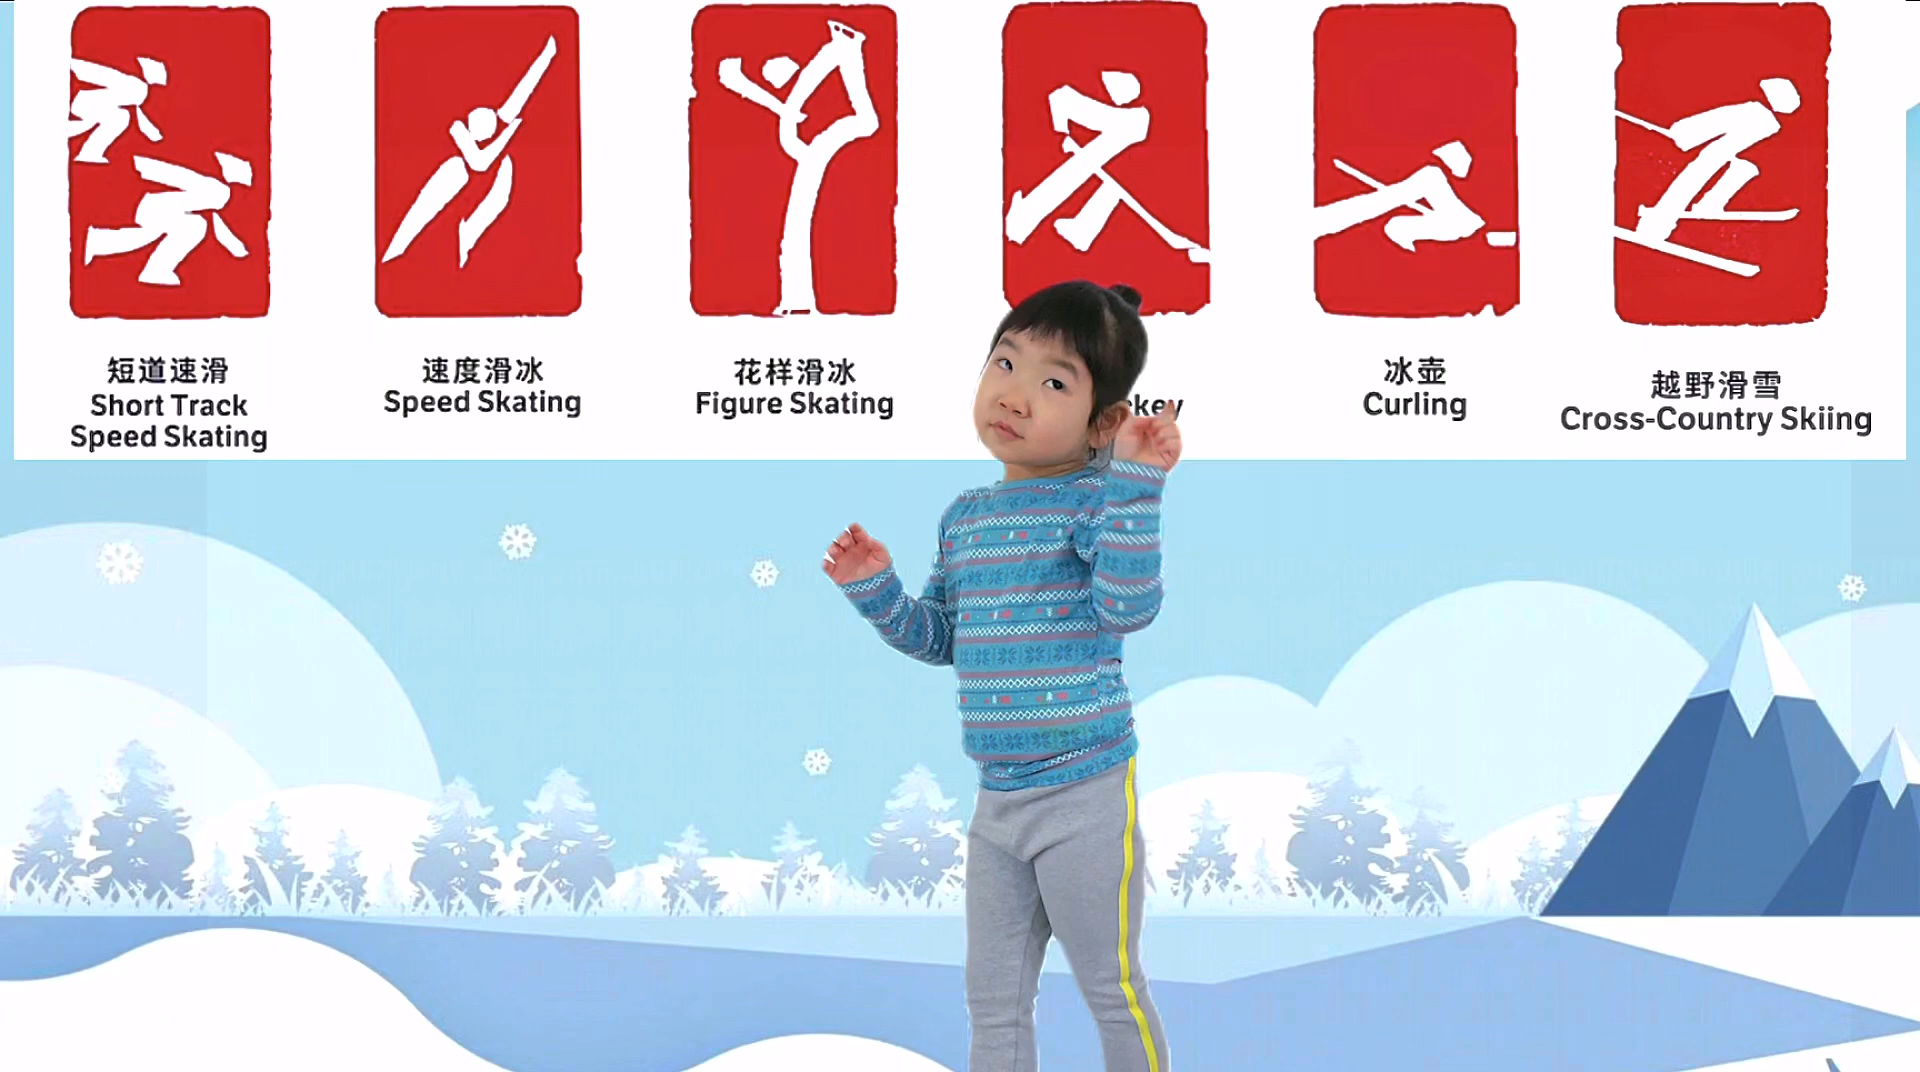 短道速滑
Short Track
Speed Skating
速度滑冰
Speed Skating
花样滑冰
Figure Skating
冰壶
Curling
越野滑雪
Cross-Country Skiing